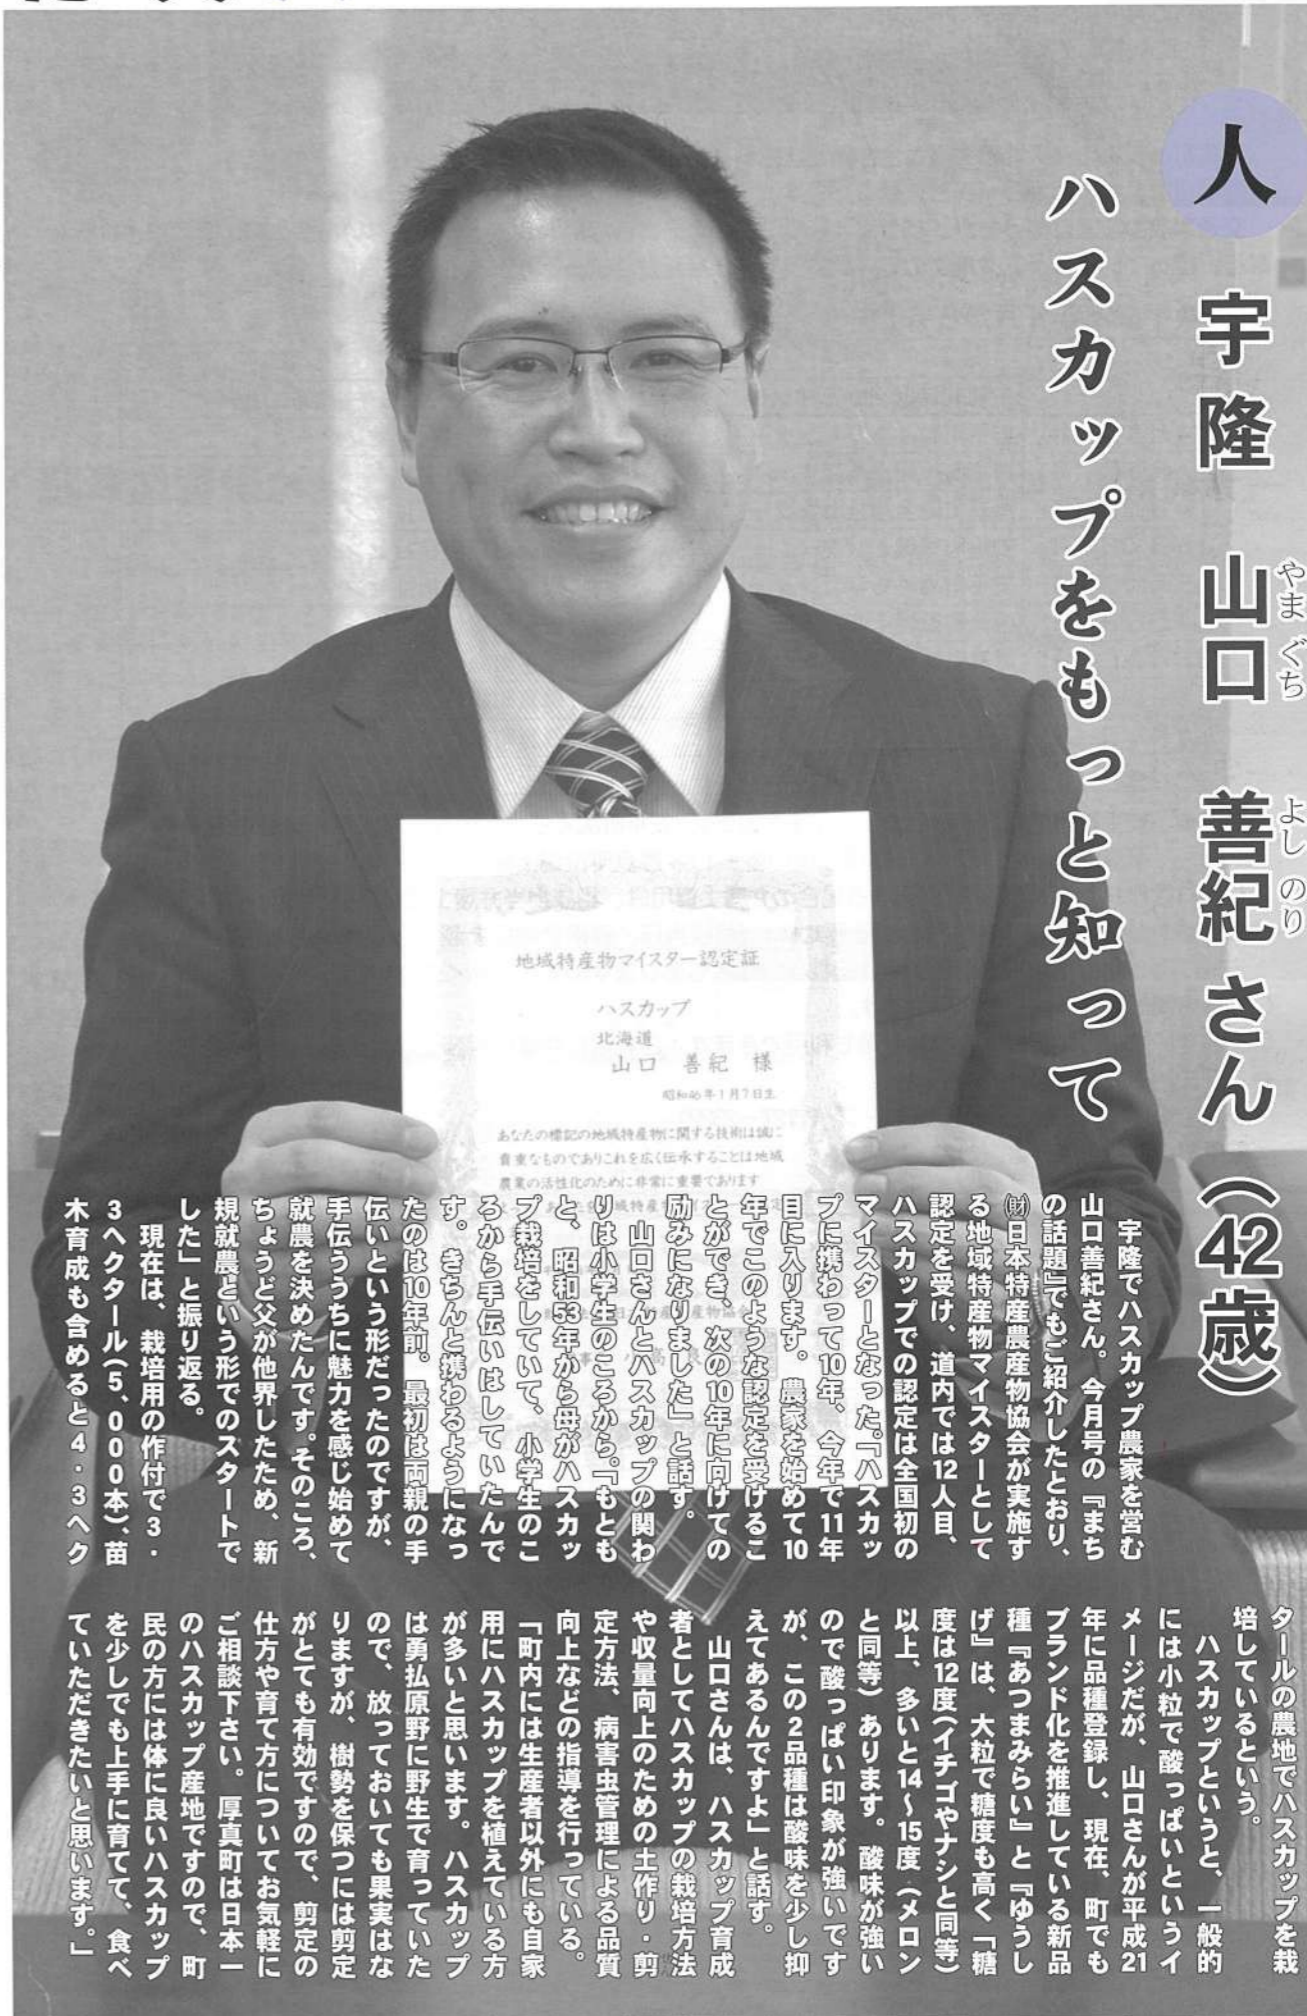 人
宇隆　山口　善紀さん（42歳）
やまぐち　よしのり
ハスカップをもっと知って
地域特産物マイスター認定証
ハスカップ
北海道
山口　善紀　様
昭和46年1月7日生
あなたの標記の地域特産物に関する技術は誠に
貴重なものでありこれを広く伝承することは地域
農業の活性化のために非常に重要であります
宇隆でハスカップ農家を営む
山口善紀さん。今月号の『まち
の話題』でもご紹介したとおり、
㈶日本特産農産物協会が実施す
る地域特産物マイスターとして
認定を受け、道内では12人目、
ハスカップでの認定は全国初の
マイスターとなった。「ハスカッ
プに携わって10年、今年で11年
目に入ります。農家を始めて10
年でこのような認定を受けるこ
とができ、次の10年に向けての
励みになりました」と話す。
山口さんとハスカップの関わ
りは小学生のころから。「もとも
と、昭和53年から母がハスカッ
プ栽培をしていて、小学生のこ
ろから手伝いはしていたんで
す。きちんと携わるようになっ
たのは10年前。最初は両親の手
伝いという形だったのですが、
手伝ううちに魅力を感じ始めて
就農を決めたんです。そのころ、
ちょうど父が他界したため、新
規就農という形でのスタートで
した」と振り返る。
現在は、栽培用の作付で3・
3ヘクタール（5、000本）、苗
木育成も含めると4・3ヘク
タールの農地でハスカップを栽
培しているという。
ハスカップというと、一般的
には小粒で酸っぱいというイ
メージだが、山口さんが平成21
年に品種登録し、現在、町でも
ブランド化を推進している新品
種『あつまみらい』と『ゆうし
げ』は、大粒で糖度も高く「糖
度は12度（イチゴやナシと同等）
以上、多いと14～15度（メロン
と同等）あります。酸味が強い
ので酸っぱい印象が強いです
が、この2品種は酸味を少し抑
えてあるんですよ」と話す。
山口さんは、ハスカップ育成
者としてハスカップの栽培方法
や収量向上のための土作り・剪
定方法、病害虫管理による品質
向上などの指導を行っている。
「町内には生産者以外にも自家
用にハスカップを植えている方
が多いと思います。ハスカップ
は勇払原野に野生で育っていた
ので、放っておいても果実はな
りますが、樹勢を保つには剪定
がとても有効ですので、剪定の
仕方や育て方についてお気軽に
ご相談下さい。厚真町は日本一
のハスカップ産地ですので、町
民の方には体に良いハスカップ
を少しでも上手に育てて、食べ
ていただきたいと思います。」